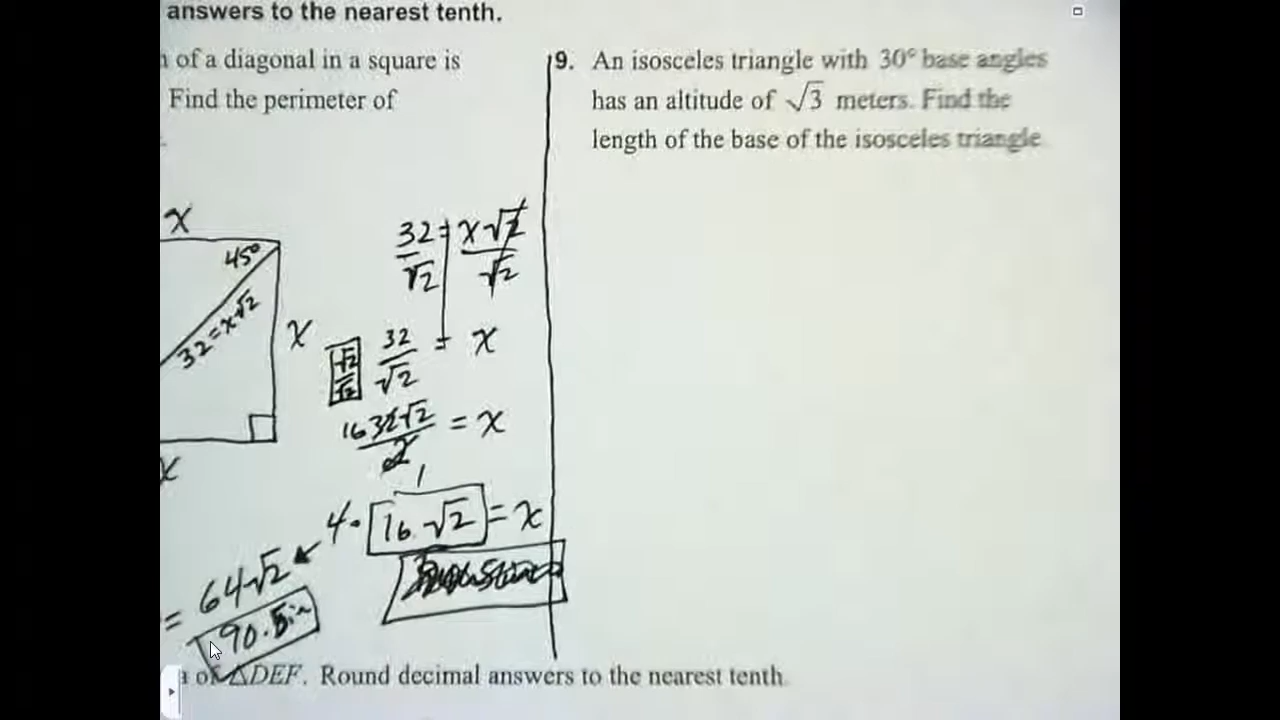 answers to the nearest tenth.
of a diagonal in a square is
Find the perimeter of
9. An isosceles triangle with 30° base angles
has an altitude of √3 meters. Find the
length of the base of the isosceles triangle
x
45°
32=x√2
x
x
32/√2 = x√2/√2
√2/√2 32/√2 = x
16 32√2/2 = x
1
4· 16√2 = x
= 64√2
90.5in
of △DEF. Round decimal answers to the nearest tenth.